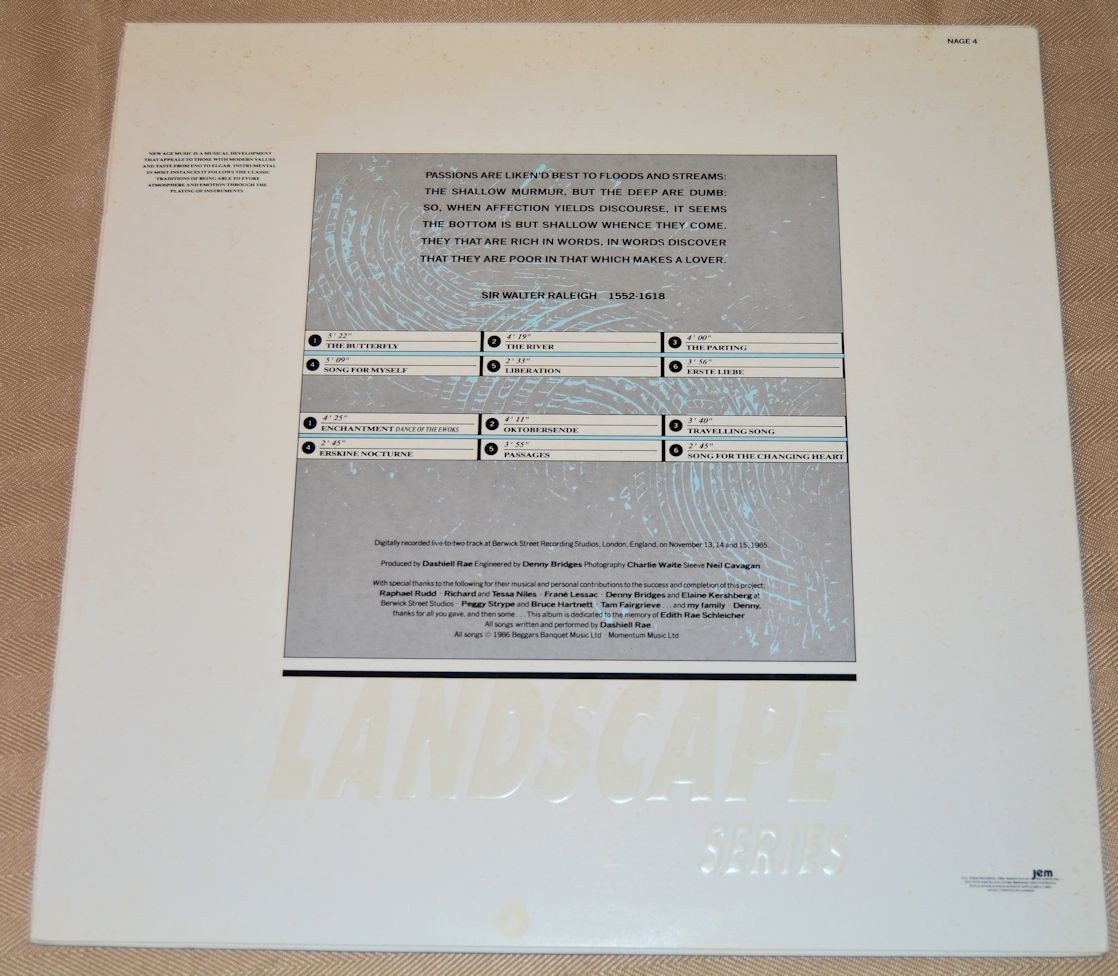 NAGE 4
NEW AGE MUSIC IS A MUSICAL DEVELOPMENT
THAT APPEALS TO THOSE WITH MODERN VALUES
AND TASTE FROM ENO TO ELGAR. INSTRUMENTAL
IN MOST INSTANCES IT FOLLOWS THE CLASSIC
TRADITIONS OF BEING ABLE TO EVOKE
ATMOSPHERE AND EMOTION THROUGH THE
PLAYING OF INSTRUMENTS
PASSIONS ARE LIKEN'D BEST TO FLOODS AND STREAMS:
THE SHALLOW MURMUR, BUT THE DEEP ARE DUMB:
SO, WHEN AFFECTION YIELDS DISCOURSE, IT SEEMS
THE BOTTOM IS BUT SHALLOW WHENCE THEY COME.
THEY THAT ARE RICH IN WORDS, IN WORDS DISCOVER
THAT THEY ARE POOR IN THAT WHICH MAKES A LOVER.
SIR WALTER RALEIGH 1552-1618
1 5' 22" THE BUTTERFLY
2 4' 19" THE RIVER
3 4' 00" THE PARTING
4 5' 09" SONG FOR MYSELF
5 2' 33" LIBERATION
6 3' 56" ERSTE LIEBE
1 4' 25" ENCHANTMENT DANCE OF THE EWOKS
2 4' 11" OKTOBERSENDE
3 3' 40" TRAVELLING SONG
4 2' 45" ERSKINE NOCTURNE
5 3' 55" PASSAGES
6 2' 45" SONG FOR THE CHANGING HEART
Digitally recorded live-to-two-track at Berwick Street Recording Studios, London, England, on November 13, 14 and 15, 1985.
Produced by Dashiell Rae Engineered by Denny Bridges Photography Charlie Waite Sleeve Neil Cavagan
With special thanks to the following for their musical and personal contributions to the success and completion of this project;
Raphael Rudd · Richard and Tessa Niles · Frané Lessac · Denny Bridges and Elaine Kershberg at
Berwick Street Studios · Peggy Strype and Bruce Hartnett · Tam Fairgrieve . . . and my family · Denny,
thanks for all you gave, and then some . . . This album is dedicated to the memory of Edith Rae Schleicher
All songs written and performed by Dashiell Rae
All songs © 1986 Beggars Banquet Music Ltd · Momentum Music Ltd
LANDSCAPE
SERIES
jem